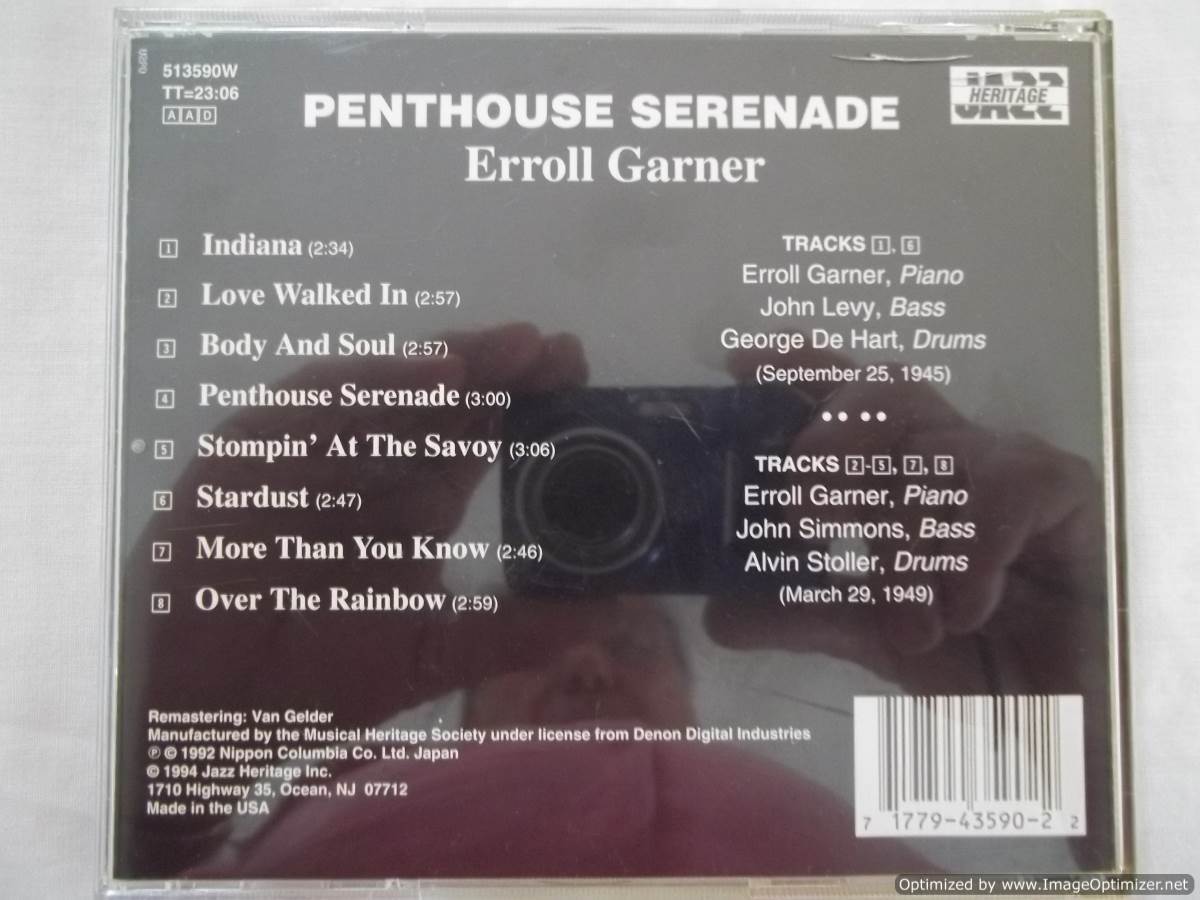 513590W
TT=23:06
AAD
PENTHOUSE SERENADE
Erroll Garner
JAZZ
HERITAGE
1 Indiana (2:34)
2 Love Walked In (2:57)
3 Body And Soul (2:57)
4 Penthouse Serenade (3:00)
5 Stompin’ At The Savoy (3:06)
6 Stardust (2:47)
7 More Than You Know (2:46)
8 Over The Rainbow (2:59)
TRACKS 1, 6
Erroll Garner, Piano
John Levy, Bass
George De Hart, Drums
(September 25, 1945)
•• ••
TRACKS 2-5, 7, 8
Erroll Garner, Piano
John Simmons, Bass
Alvin Stoller, Drums
(March 29, 1949)
Remastering: Van Gelder
Manufactured by the Musical Heritage Society under license from Denon Digital Industries
℗ © 1992 Nippon Columbia Co. Ltd. Japan
© 1994 Jazz Heritage Inc.
1710 Highway 35, Ocean, NJ 07712
Made in the USA
7 1779-43590-2 2
Optimized by www.ImageOptimizer.net